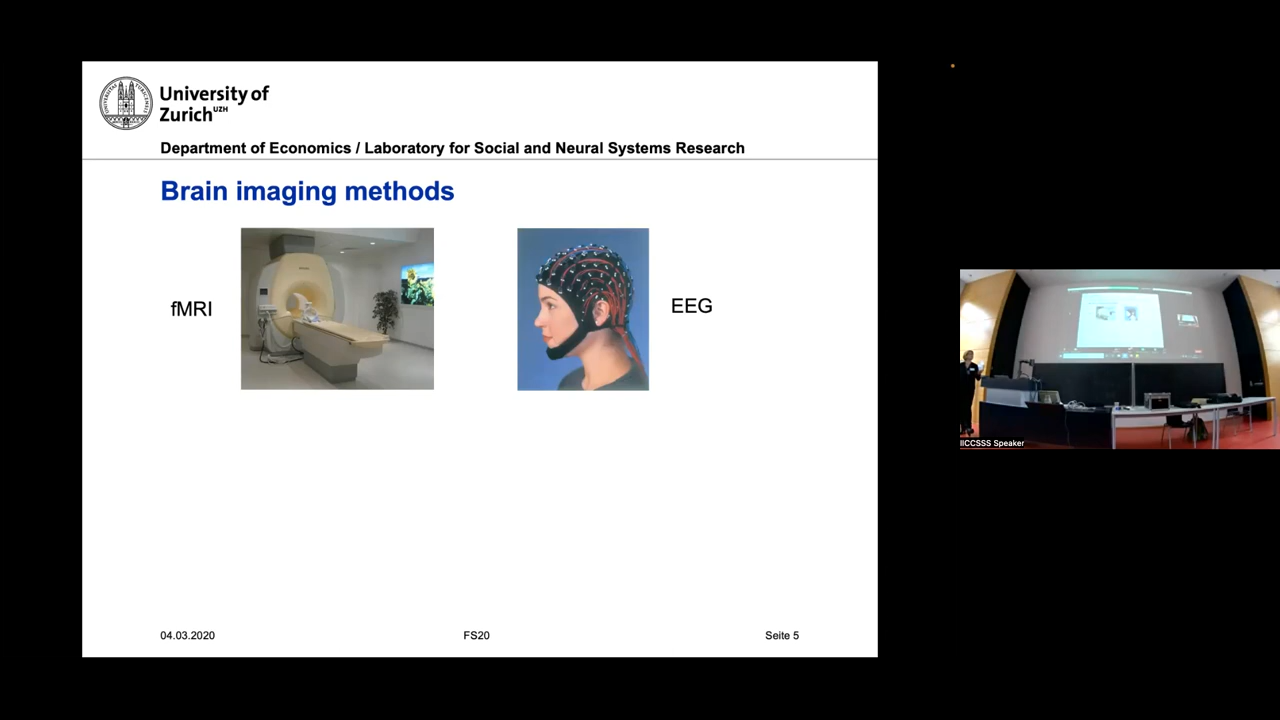 University of
Zurich UZH
Department of Economics / Laboratory for Social and Neural Systems Research
Brain imaging methods
fMRI
EEG
04.03.2020
FS20
Seite 5
IICCSSS Speaker